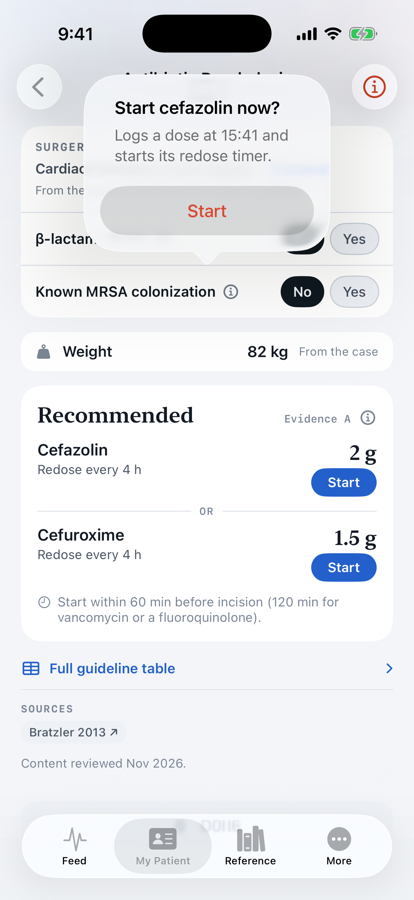 9:41
Start cefazolin now?
Logs a dose at 15:41 and
starts its redose timer.
Start
SURGER
Cardiac
From the
β-lactam
Yes
Known MRSA colonization
No
Yes
Weight
82 kg
From the case
Recommended
Evidence A
Cefazolin
2 g
Redose every 4 h
Start
OR
Cefuroxime
1.5 g
Redose every 4 h
Start
Start within 60 min before incision (120 min for
vancomycin or a fluoroquinolone).
Full guideline table
SOURCES
Bratzler 2013 ↗
Content reviewed Nov 2026.
Feed
My Patient
Reference
More